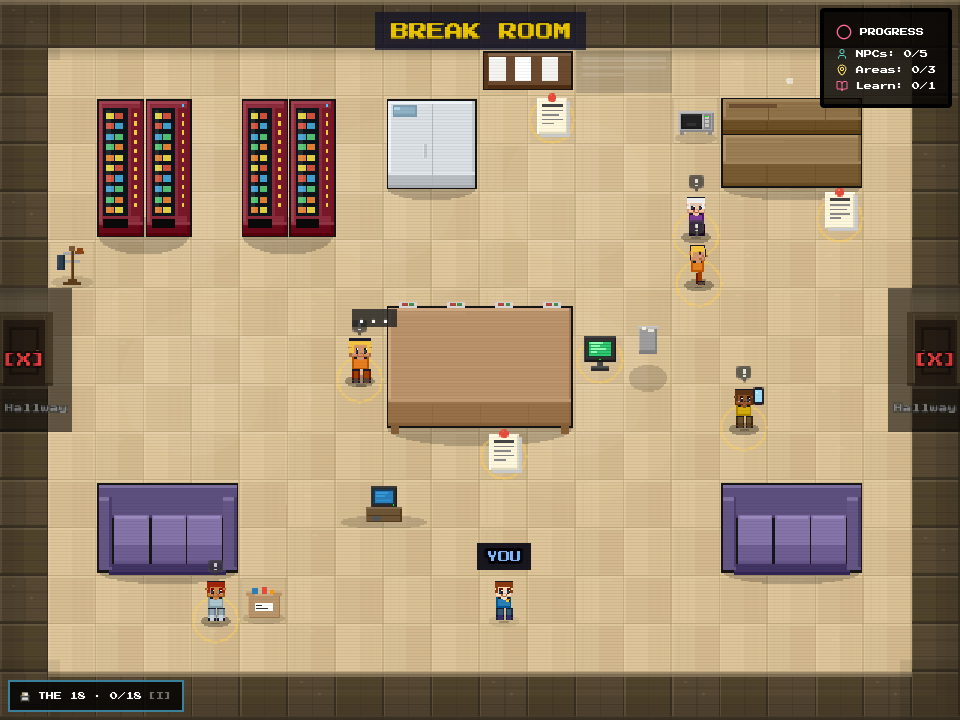 BREAK ROOM
PROGRESS
NPCs: 0/5
Areas: 0/3
Learn: 0/1
[X]
Hallway
[X]
Hallway
YOU
THE 18 · 0/18 [I]